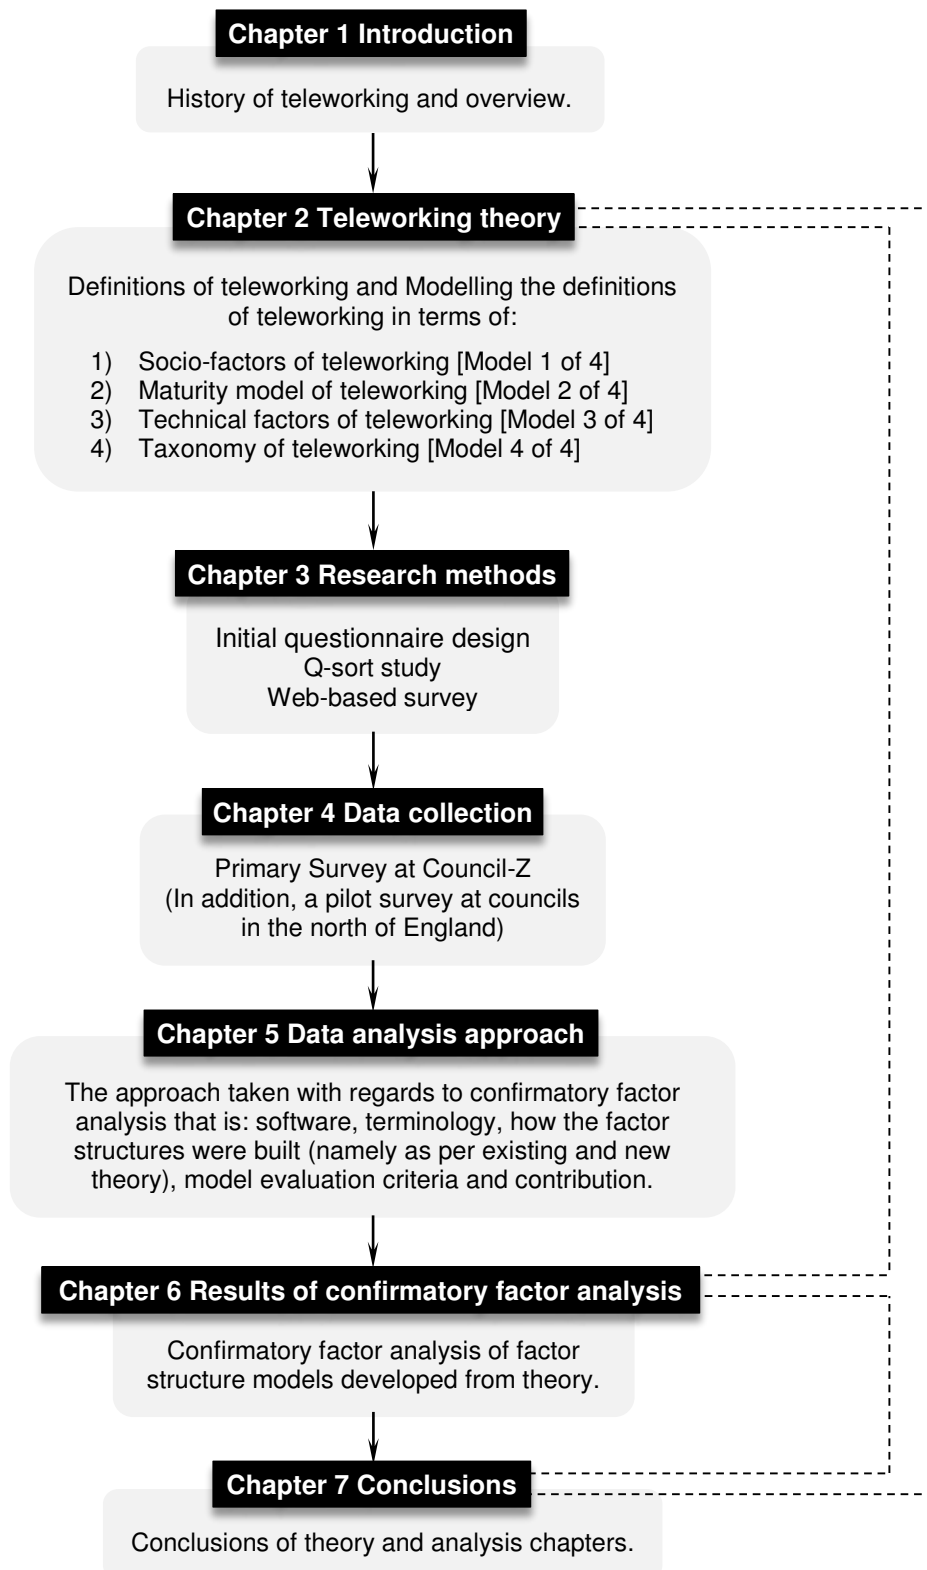 Chapter 1 Introduction
History of teleworking and overview.
Chapter 2 Teleworking theory
Definitions of teleworking and Modelling the definitions
of teleworking in terms of:
1) Socio-factors of teleworking [Model 1 of 4]
2) Maturity model of teleworking [Model 2 of 4]
3) Technical factors of teleworking [Model 3 of 4]
4) Taxonomy of teleworking [Model 4 of 4]
Chapter 3 Research methods
Initial questionnaire design
Q-sort study
Web-based survey
Chapter 4 Data collection
Primary Survey at Council-Z
(In addition, a pilot survey at councils
in the north of England)
Chapter 5 Data analysis approach
The approach taken with regards to confirmatory factor
analysis that is: software, terminology, how the factor
structures were built (namely as per existing and new
theory), model evaluation criteria and contribution.
Chapter 6 Results of confirmatory factor analysis
Confirmatory factor analysis of factor
structure models developed from theory.
Chapter 7 Conclusions
Conclusions of theory and analysis chapters.